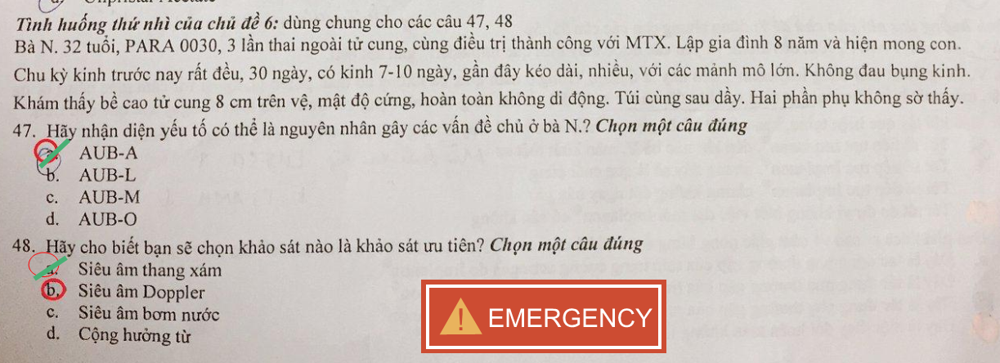 Tình huống thứ nhì của chủ đề 6: dùng chung cho các câu 47, 48
Bà N. 32 tuổi, PARA 0030, 3 lần thai ngoài tử cung, cùng điều trị thành công với MTX. Lập gia đình 8 năm và hiện mong con.
Chu kỳ kinh trước nay rất đều, 30 ngày, có kinh 7-10 ngày, gần đây kéo dài, nhiều, với các mảnh mô lớn. Không đau bụng kinh.
Khám thấy bề cao tử cung 8 cm trên vệ, mật độ cứng, hoàn toàn không di động. Túi cùng sau dầy. Hai phần phụ không sờ thấy.
47. Hãy nhận diện yếu tố có thể là nguyên nhân gây các vấn đề chủ ở bà N.? Chọn một câu đúng
a. AUB-A
b. AUB-L
c. AUB-M
d. AUB-O
48. Hãy cho biết bạn sẽ chọn khảo sát nào là khảo sát ưu tiên? Chọn một câu đúng
a. Siêu âm thang xám
b. Siêu âm Doppler
c. Siêu âm bơm nước
d. Cộng hưởng từ
EMERGENCY